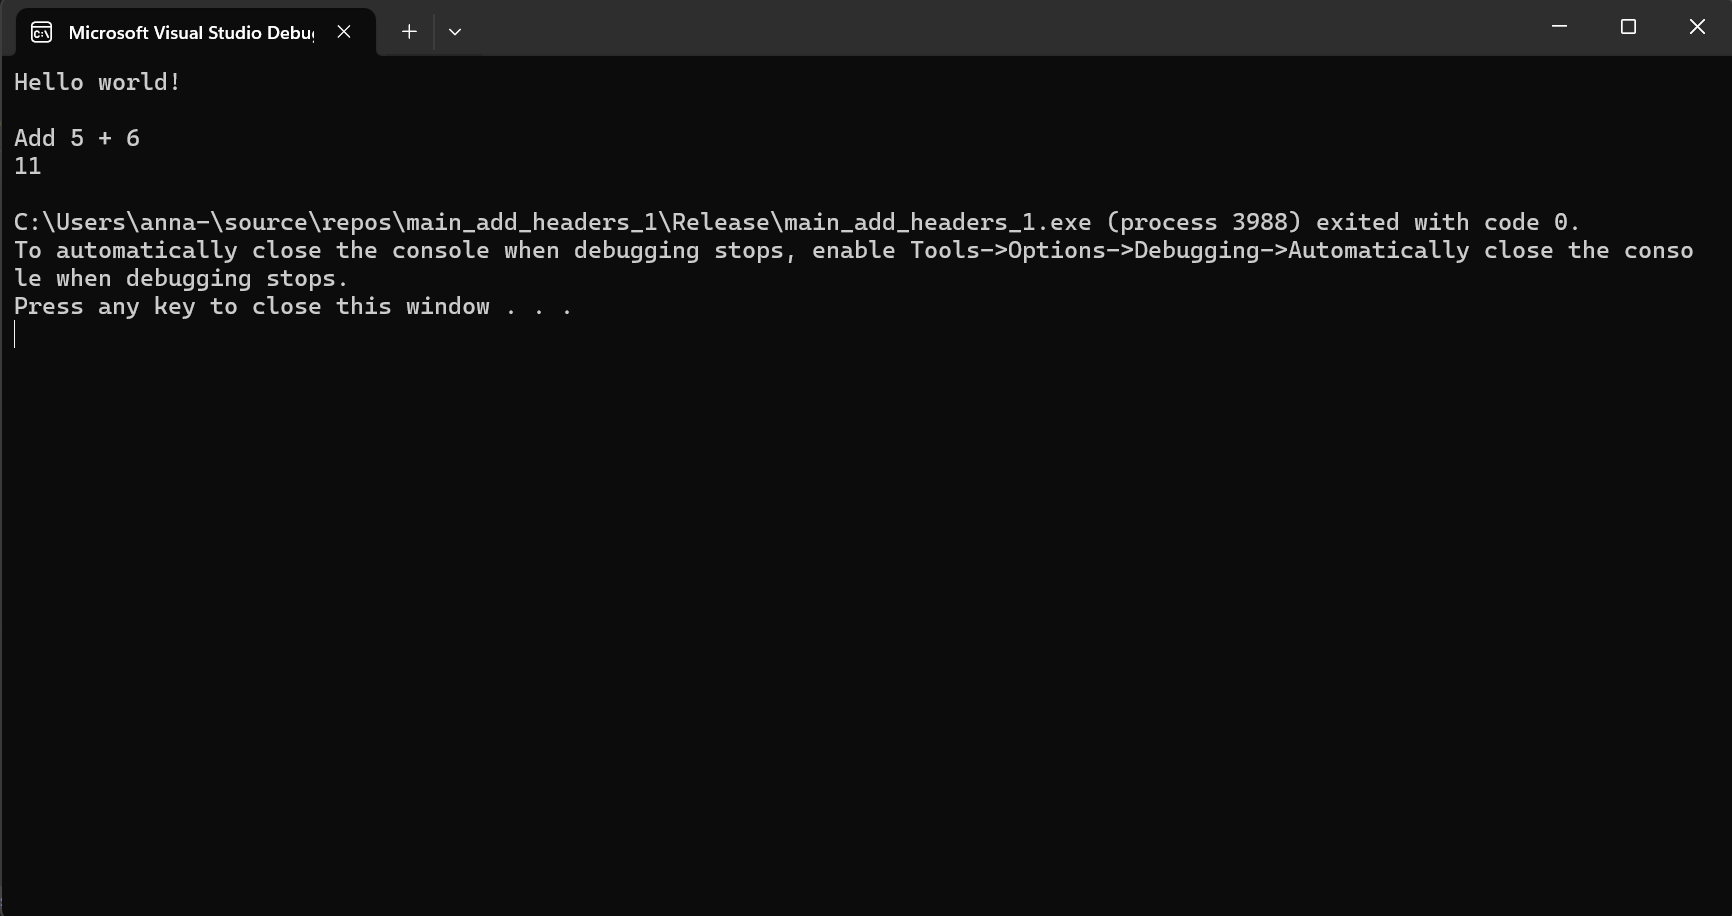 Microsoft Visual Studio Debu
Hello world!
Add 5 + 6
11
C:\Users\anna-\source\repos\main_add_headers_1\Release\main_add_headers_1.exe (process 3988) exited with code 0.
To automatically close the console when debugging stops, enable Tools->Options->Debugging->Automatically close the conso
le when debugging stops.
Press any key to close this window . . .